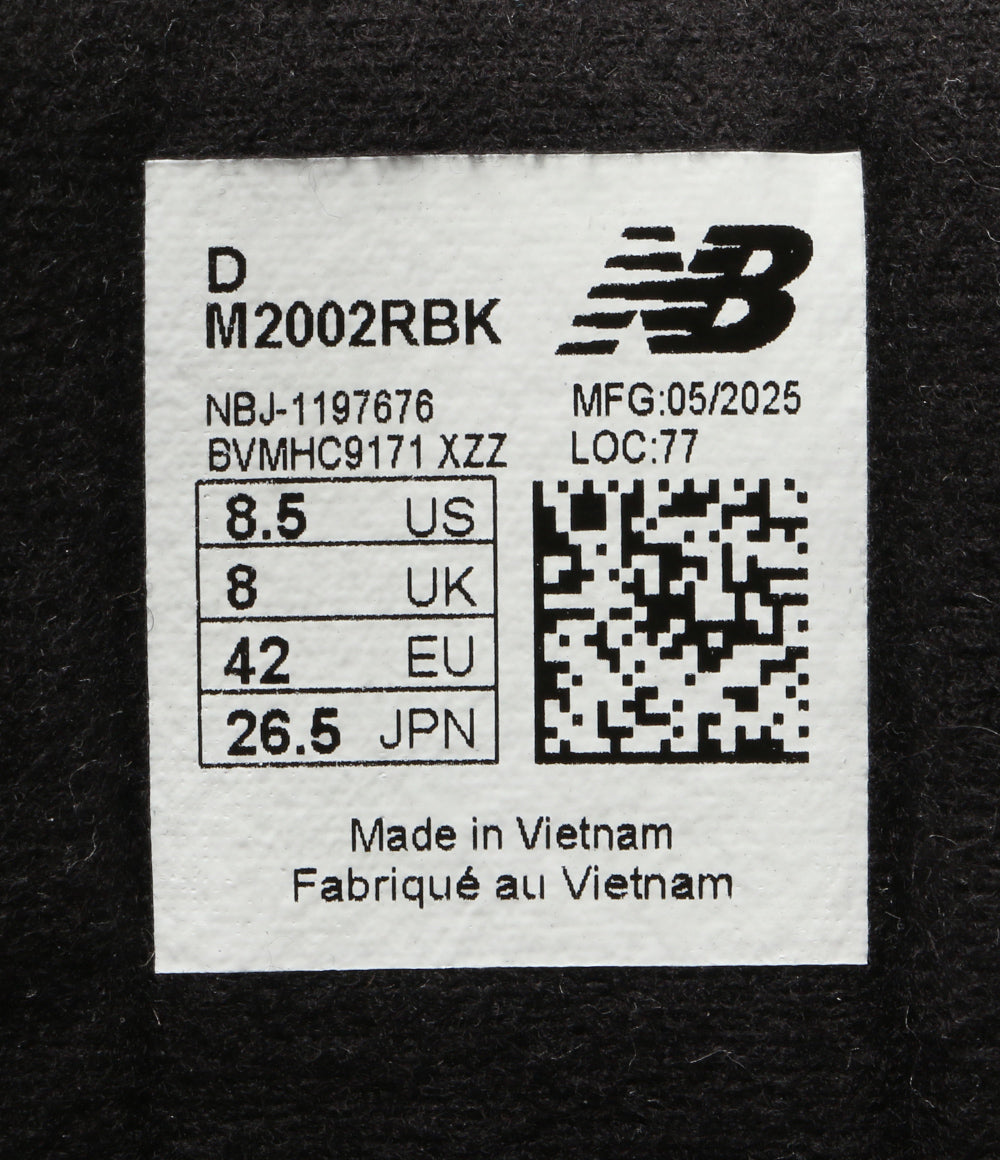 D
M2002RBK
NB
NBJ-1197676
BVMHC9171 XZZ
MFG:05/2025
LOC:77
8.5 US
8 UK
42 EU
26.5 JPN
Made in Vietnam
Fabriqué au Vietnam